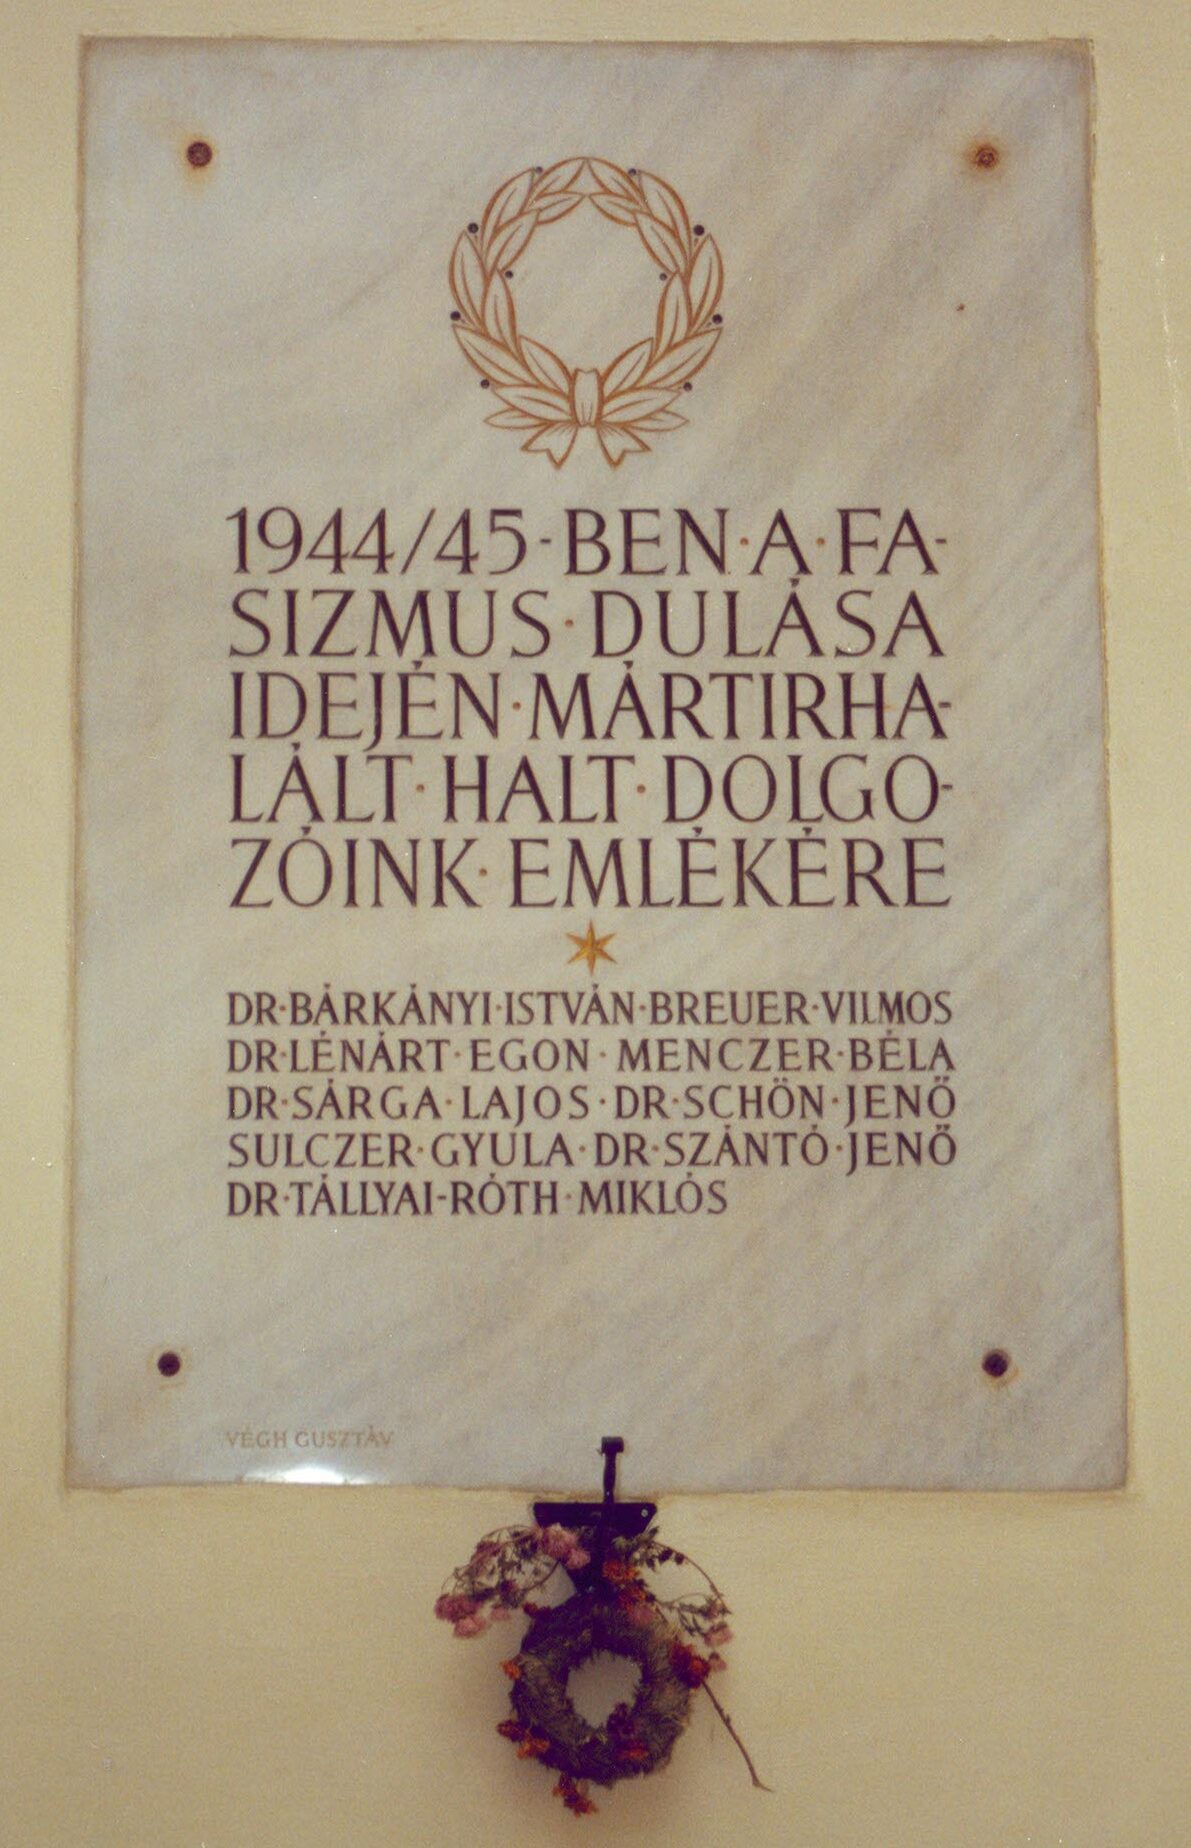 1944/45-BEN·A·FA-
SIZMUS·DULÁSA
IDEJÉN·MÁRTIRHA-
LÁLT·HALT·DOLGO-
ZÓINK·EMLÉKÉRE
DR·BÁRKÁNYI·ISTVÁN·BREUER·VILMOS
DR·LÉNÁRT·EGON·MENCZER·BÉLA
DR·SÁRGA·LAJOS·DR·SCHÖN·JENŐ
SULCZER·GYULA·DR·SZÁNTÓ·JENŐ
DR·TÁLLYAI-RÓTH·MIKLÓS
VÉGH GUSZTÁV